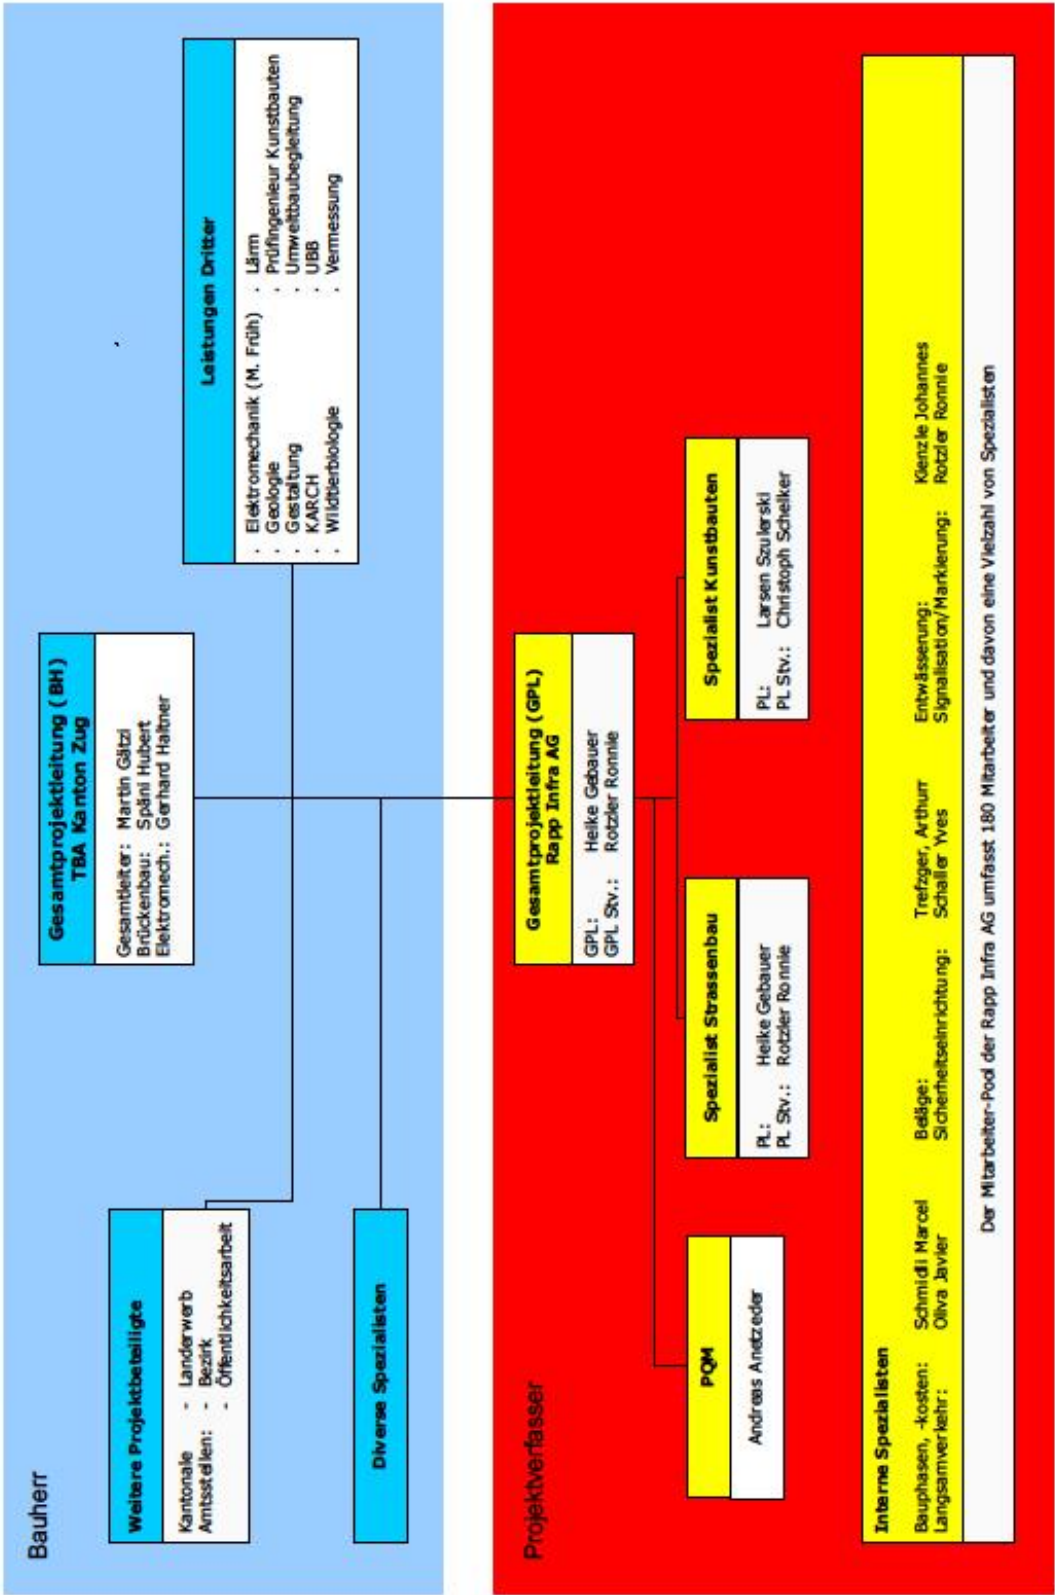 Bauherr
Gesamtprojektleitung (BH)
TBA Kanton Zug
Gesamtleiter: Martin Gätzi
Brückenbau: Späni Hubert
Elektromech.: Gerhard Haltner
Weitere Projektbeteiligte
Kantonale - Landerwerb
Amtsstellen: - Bezirk
- Öffentlichkeitsarbeit
Leistungen Dritter
. Elektromechanik (M. Früh) . Lärm
. Geologie . Prüfingenieur Kunstbauten
. Gestaltung . Umweltbaubegleitung
. KARCH . UBB
. Wildtierbiologie . Vermessung
Diverse Spezialisten
Projektverfasser
Gesamtprojektleitung (GPL)
Rapp Infra AG
GPL: Heike Gebauer
GPL Stv.: Rotzler Ronnie
PQM
Andreas Anetzeder
Spezialist Strassenbau
PL: Heike Gebauer
PL Stv.: Rotzler Ronnie
Spezialist Kunstbauten
PL: Larsen Szulerski
PL Stv.: Christoph Schelker
Interne Spezialisten
Bauphasen, -kosten: Schmidli Marcel Beläge: Trefzger, Arthurr Entwässerung: Kienzle Johannes
Langsamverkehr: Oliva Javier Sicherheitseinrichtung: Schaller Yves Signalisation/Markierung: Rotzler Ronnie
Der Mitarbeiter-Pool der Rapp Infra AG umfasst 180 Mitarbeiter und davon eine Vielzahl von Spezialisten